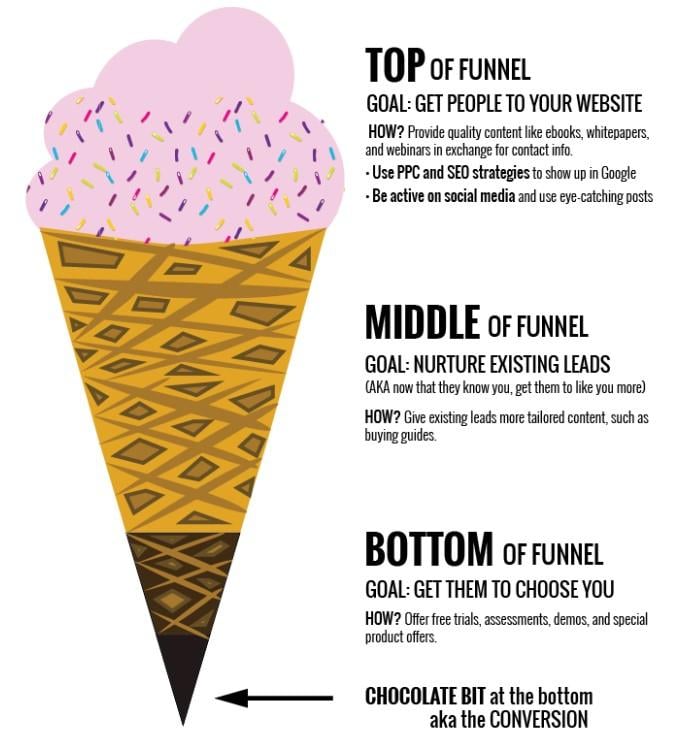 TOP OF FUNNEL
GOAL: GET PEOPLE TO YOUR WEBSITE
HOW? Provide quality content like ebooks, whitepapers,
and webinars in exchange for contact info.
• Use PPC and SEO strategies to show up in Google
• Be active on social media and use eye-catching posts
MIDDLE OF FUNNEL
GOAL: NURTURE EXISTING LEADS
(AKA now that they know you, get them to like you more)
HOW? Give existing leads more tailored content, such as
buying guides.
BOTTOM OF FUNNEL
GOAL: GET THEM TO CHOOSE YOU
HOW? Offer free trials, assessments, demos, and special
product offers.
CHOCOLATE BIT at the bottom
aka the CONVERSION